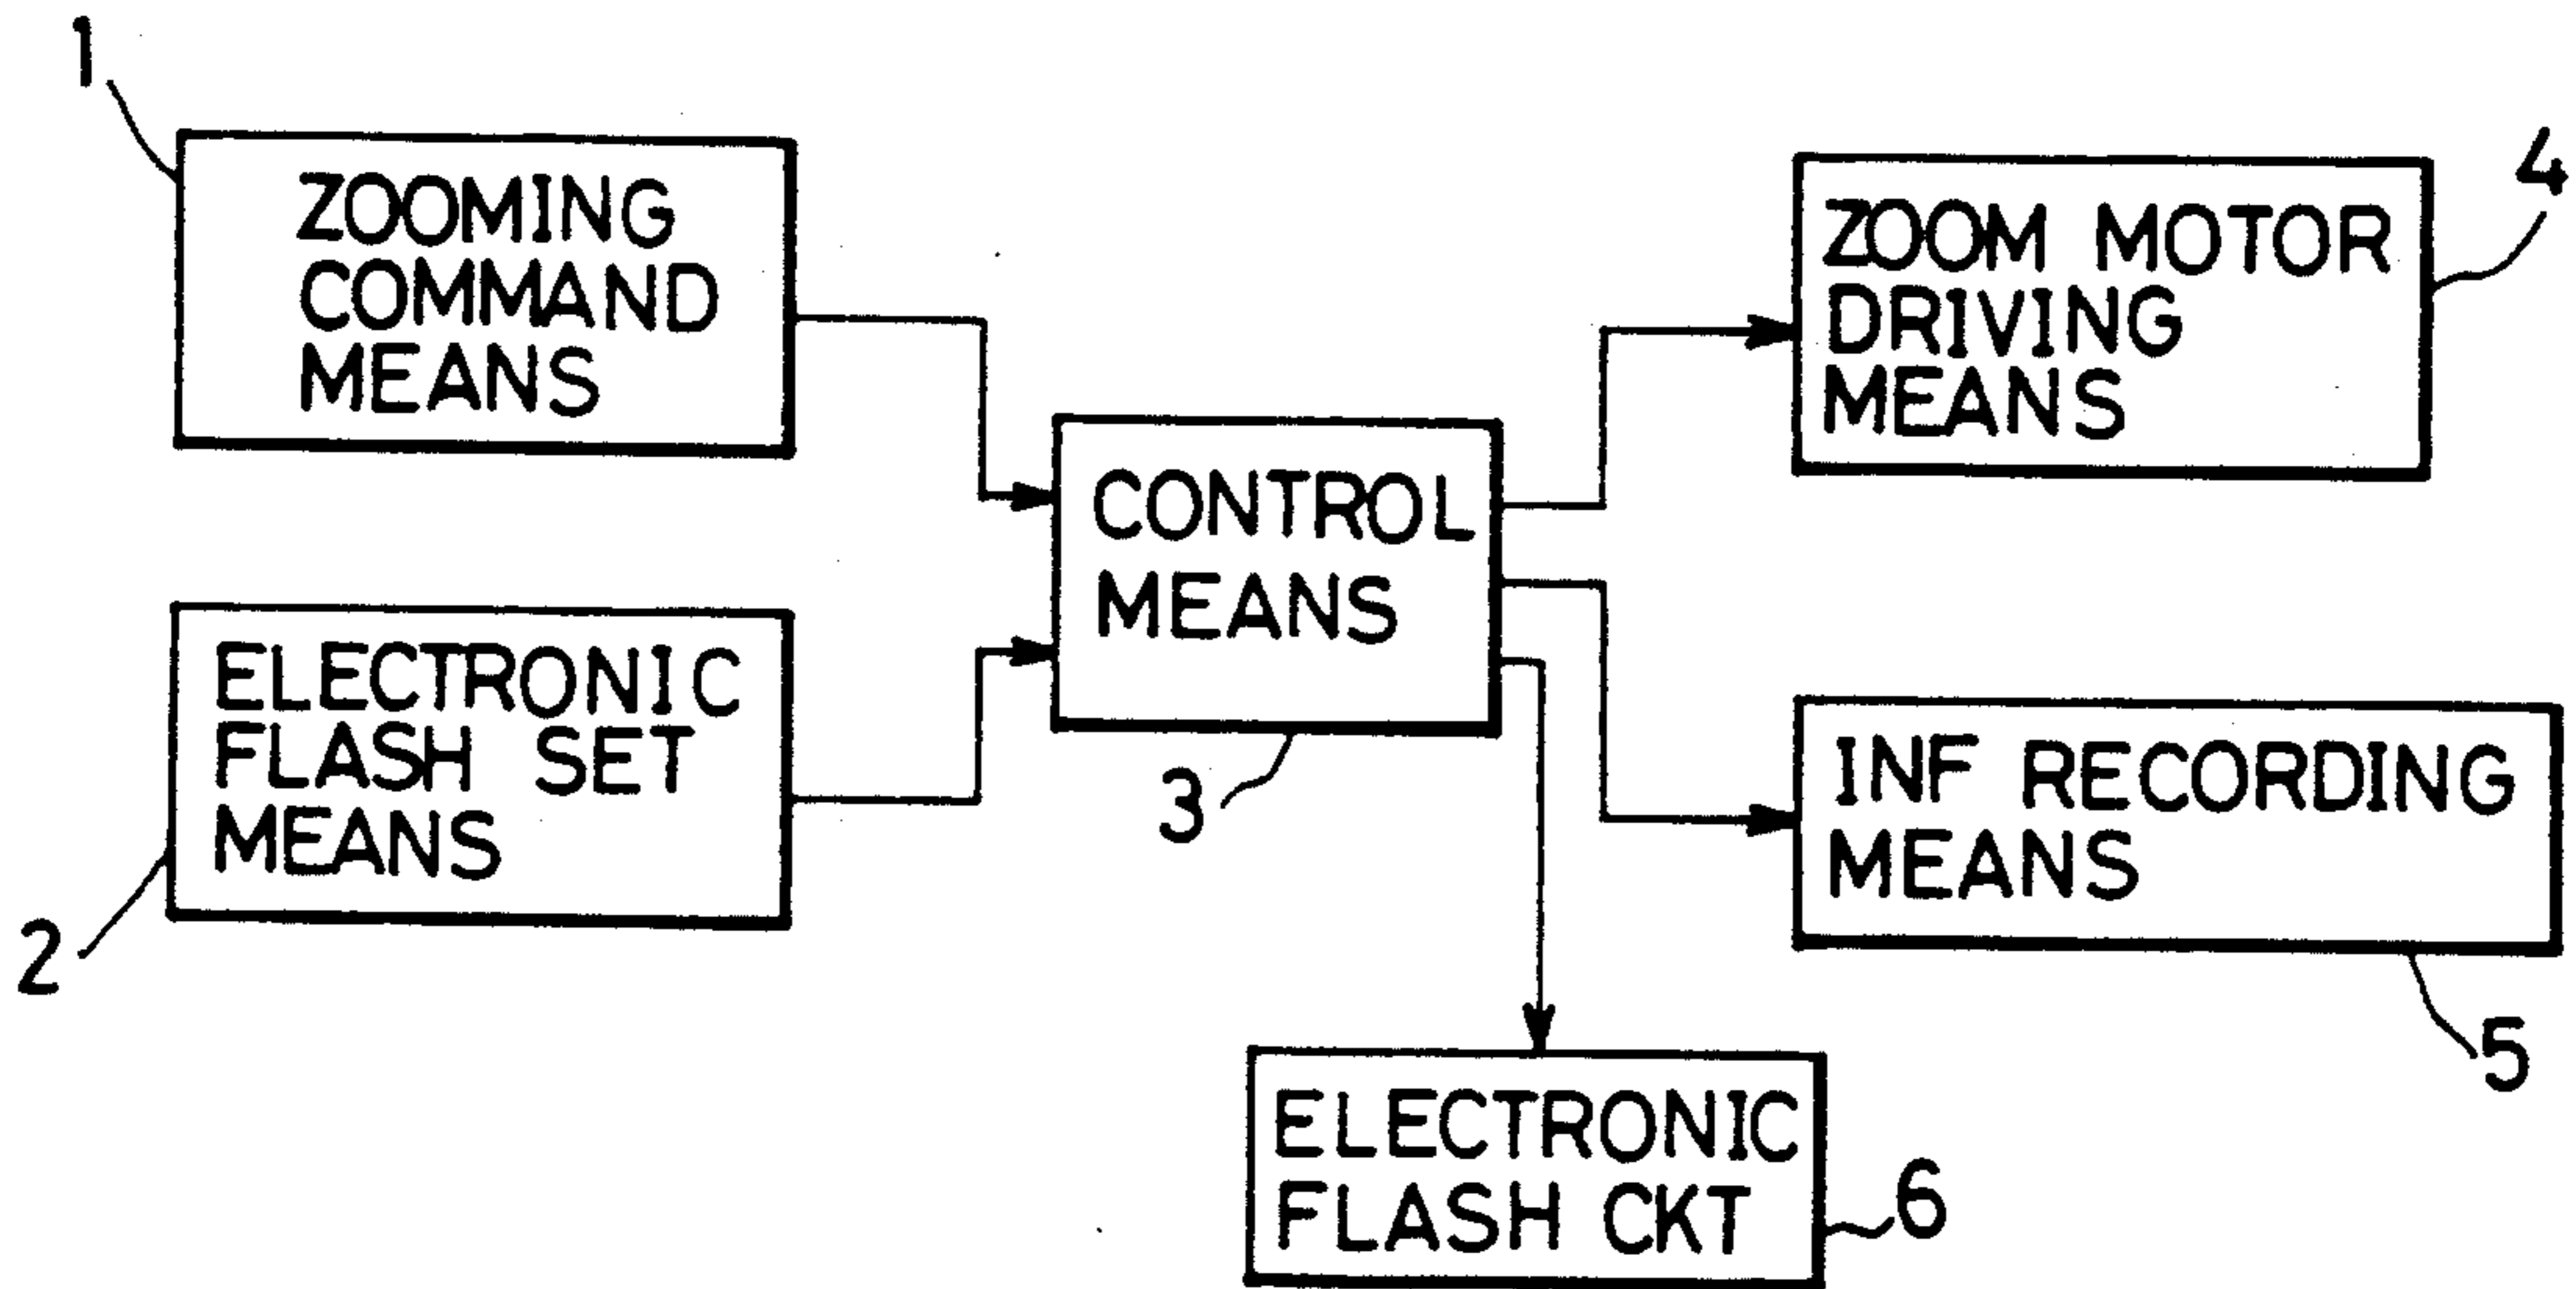 1
ZOOMING
COMMAND
MEANS
2
ELECTRONIC
FLASH SET
MEANS
CONTROL
MEANS
3
ZOOM MOTOR
DRIVING
MEANS
4
INF RECORDING
MEANS
5
ELECTRONIC
FLASH CKT
6